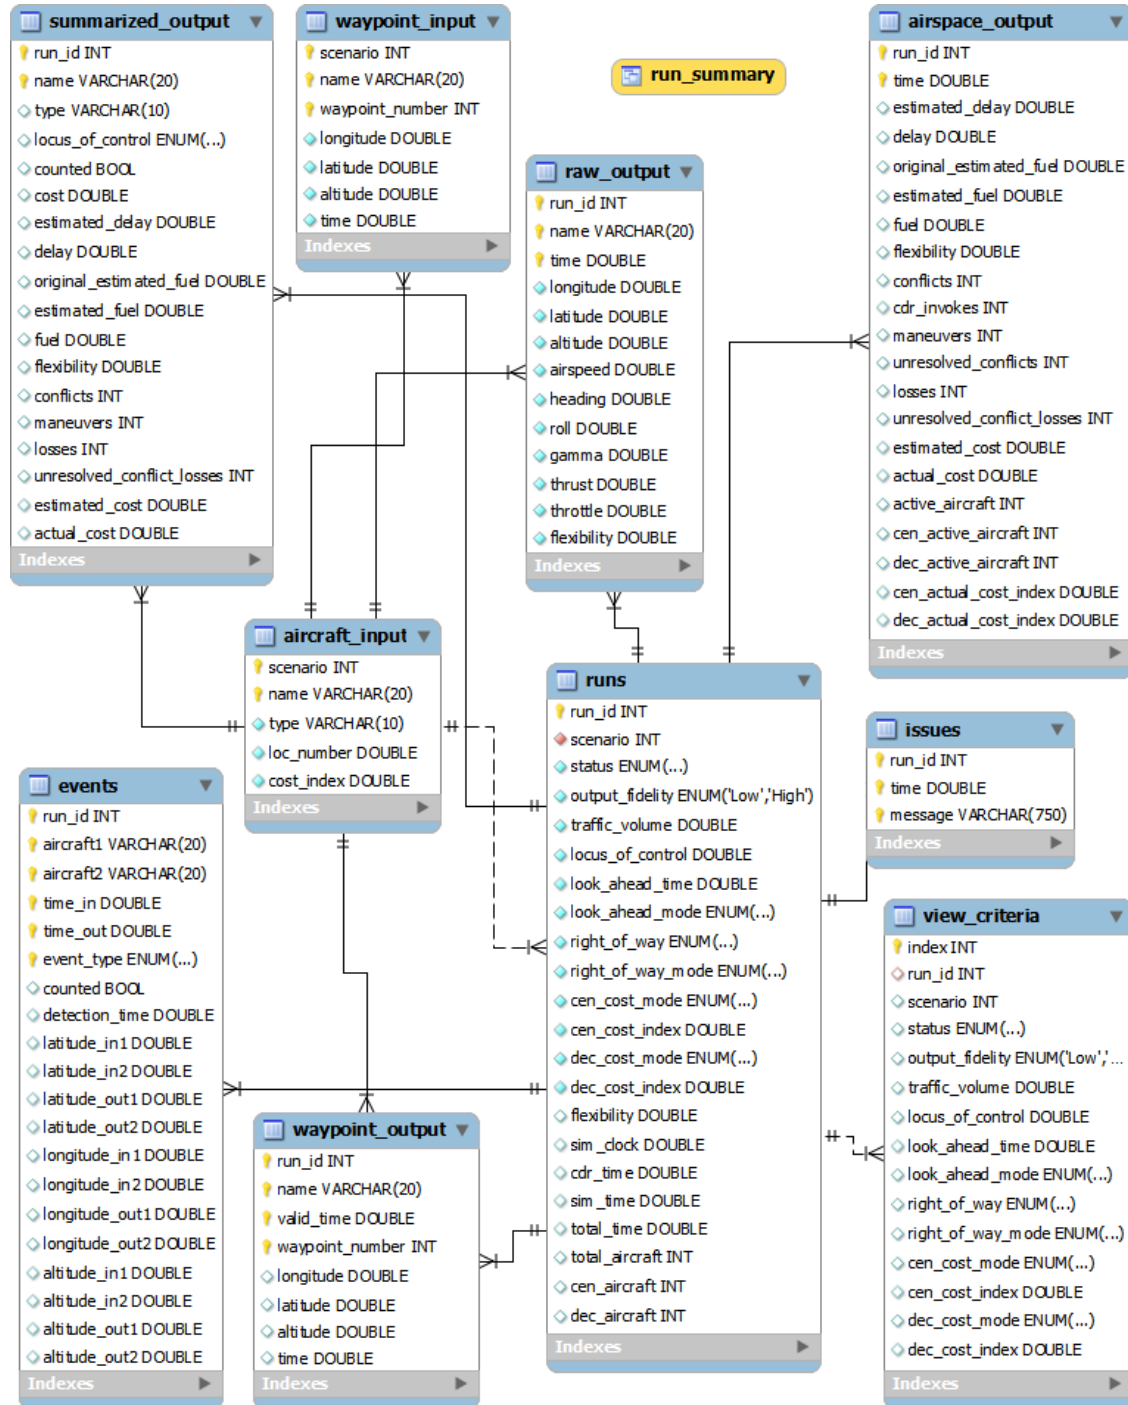 summarized_output
run_id INT
name VARCHAR(20)
type VARCHAR(10)
locus_of_control ENUM(...)
counted BOOL
cost DOUBLE
estimated_delay DOUBLE
delay DOUBLE
original_estimated_fuel DOUBLE
estimated_fuel DOUBLE
fuel DOUBLE
flexibility DOUBLE
conflicts INT
maneuvers INT
losses INT
unresolved_conflict_losses INT
estimated_cost DOUBLE
actual_cost DOUBLE
Indexes
waypoint_input
scenario INT
name VARCHAR(20)
waypoint_number INT
longitude DOUBLE
latitude DOUBLE
altitude DOUBLE
time DOUBLE
Indexes
run_summary
raw_output
run_id INT
name VARCHAR(20)
time DOUBLE
longitude DOUBLE
latitude DOUBLE
altitude DOUBLE
airspeed DOUBLE
heading DOUBLE
roll DOUBLE
gamma DOUBLE
thrust DOUBLE
throttle DOUBLE
flexibility DOUBLE
Indexes
airspace_output
run_id INT
time DOUBLE
estimated_delay DOUBLE
delay DOUBLE
original_estimated_fuel DOUBLE
estimated_fuel DOUBLE
fuel DOUBLE
flexibility DOUBLE
conflicts INT
cdr_invokes INT
maneuvers INT
unresolved_conflicts INT
losses INT
unresolved_conflict_losses INT
estimated_cost DOUBLE
actual_cost DOUBLE
active_aircraft INT
cen_active_aircraft INT
dec_active_aircraft INT
cen_actual_cost_index DOUBLE
dec_actual_cost_index DOUBLE
Indexes
aircraft_input
scenario INT
name VARCHAR(20)
type VARCHAR(10)
loc_number DOUBLE
cost_index DOUBLE
Indexes
runs
run_id INT
scenario INT
status ENUM(...)
output_fidelity ENUM('Low','High')
traffic_volume DOUBLE
locus_of_control DOUBLE
look_ahead_time DOUBLE
look_ahead_mode ENUM(...)
right_of_way ENUM(...)
right_of_way_mode ENUM(...)
cen_cost_mode ENUM(...)
cen_cost_index DOUBLE
dec_cost_mode ENUM(...)
dec_cost_index DOUBLE
flexibility DOUBLE
sim_clock DOUBLE
cdr_time DOUBLE
sim_time DOUBLE
total_time DOUBLE
total_aircraft INT
cen_aircraft INT
dec_aircraft INT
Indexes
issues
run_id INT
time DOUBLE
message VARCHAR(750)
Indexes
events
run_id INT
aircraft1 VARCHAR(20)
aircraft2 VARCHAR(20)
time_in DOUBLE
time_out DOUBLE
event_type ENUM(...)
counted BOOL
detection_time DOUBLE
latitude_in1 DOUBLE
latitude_in2 DOUBLE
latitude_out1 DOUBLE
latitude_out2 DOUBLE
longitude_in1 DOUBLE
longitude_in2 DOUBLE
longitude_out1 DOUBLE
longitude_out2 DOUBLE
altitude_in1 DOUBLE
altitude_in2 DOUBLE
altitude_out1 DOUBLE
altitude_out2 DOUBLE
Indexes
waypoint_output
run_id INT
name VARCHAR(20)
valid_time DOUBLE
waypoint_number INT
longitude DOUBLE
latitude DOUBLE
altitude DOUBLE
time DOUBLE
Indexes
view_criteria
index INT
run_id INT
scenario INT
status ENUM(...)
output_fidelity ENUM('Low','...
traffic_volume DOUBLE
locus_of_control DOUBLE
look_ahead_time DOUBLE
look_ahead_mode ENUM(...)
right_of_way ENUM(...)
right_of_way_mode ENUM(...)
cen_cost_mode ENUM(...)
cen_cost_index DOUBLE
dec_cost_mode ENUM(...)
dec_cost_index DOUBLE
Indexes